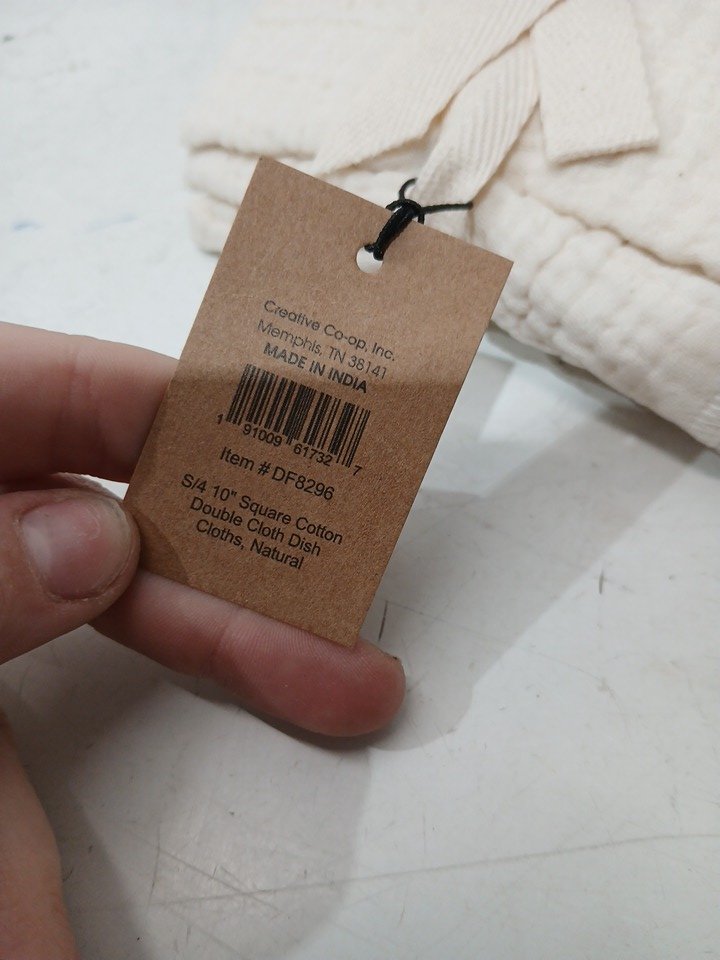 Creative Co-op, Inc.
Memphis, TN 38141
MADE IN INDIA
1 91009 61732 7
Item # DF8296
S/4 10" Square Cotton
Double Cloth Dish
Cloths, Natural